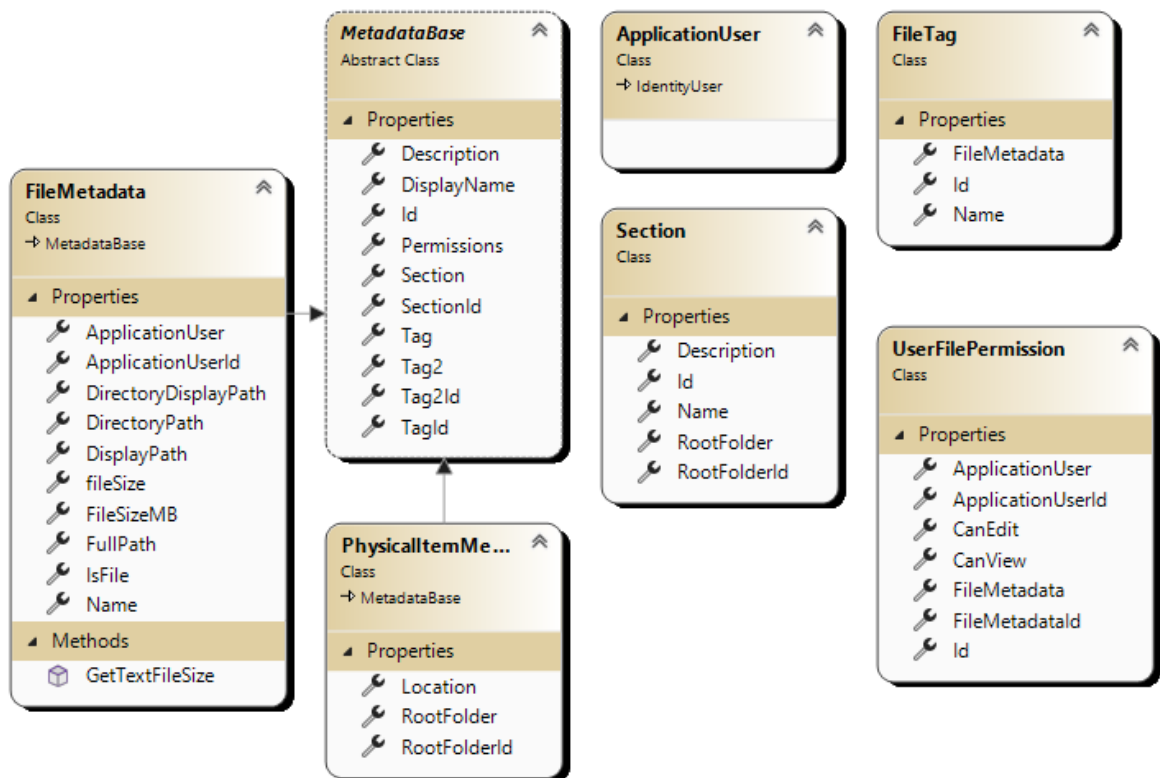 FileMetadata
Class
MetadataBase
Properties
ApplicationUser
ApplicationUserId
DirectoryDisplayPath
DirectoryPath
DisplayPath
fileSize
FileSizeMB
FullPath
IsFile
Name
Methods
GetTextFileSize
MetadataBase
Abstract Class
Properties
Description
DisplayName
Id
Permissions
Section
SectionId
Tag
Tag2
Tag2Id
TagId
PhysicalItemMe...
Class
MetadataBase
Properties
Location
RootFolder
RootFolderId
ApplicationUser
Class
IdentityUser
Section
Class
Properties
Description
Id
Name
RootFolder
RootFolderId
FileTag
Class
Properties
FileMetadata
Id
Name
UserFilePermission
Class
Properties
ApplicationUser
ApplicationUserId
CanEdit
CanView
FileMetadata
FileMetadataId
Id